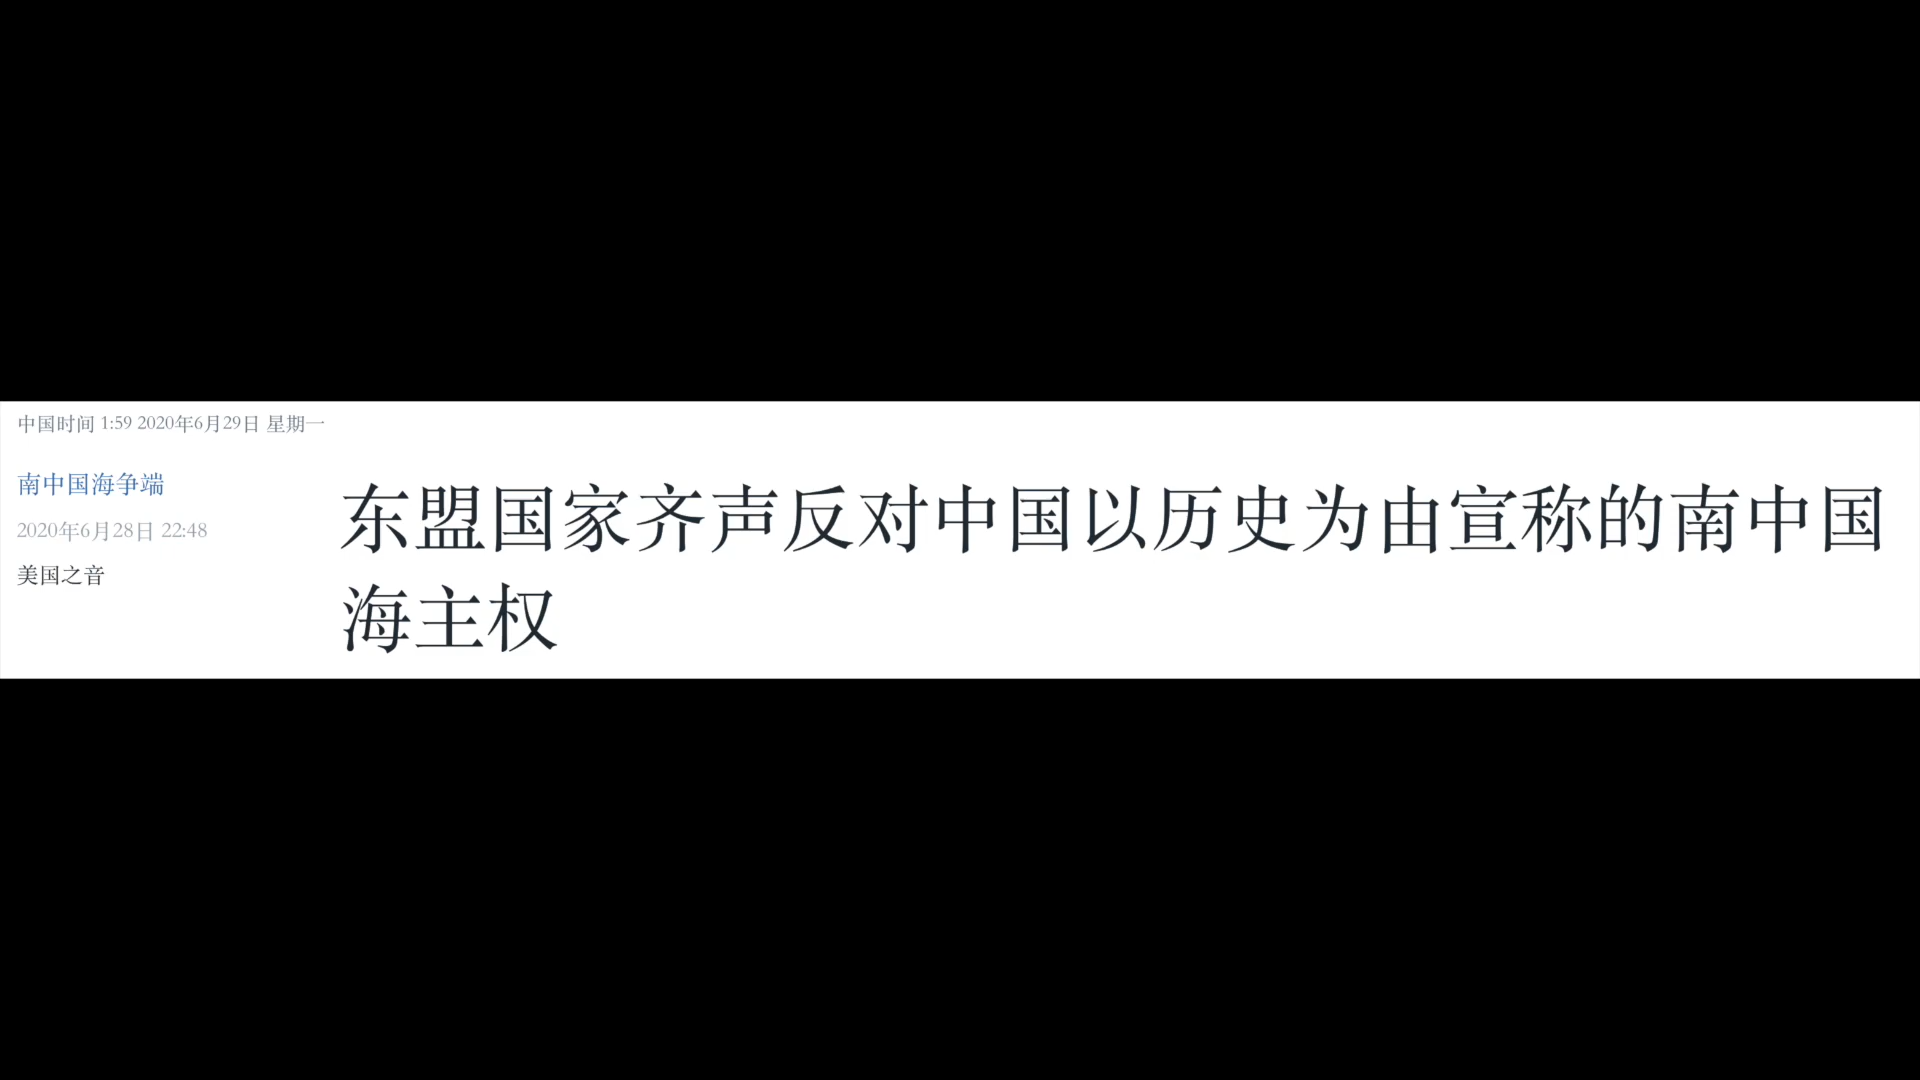 中国时间 1:59 2020年6月29日 星期一
南中国海争端
2020年6月28日 22:48
美国之音
东盟国家齐声反对中国以历史为由宣称的南中国
海主权